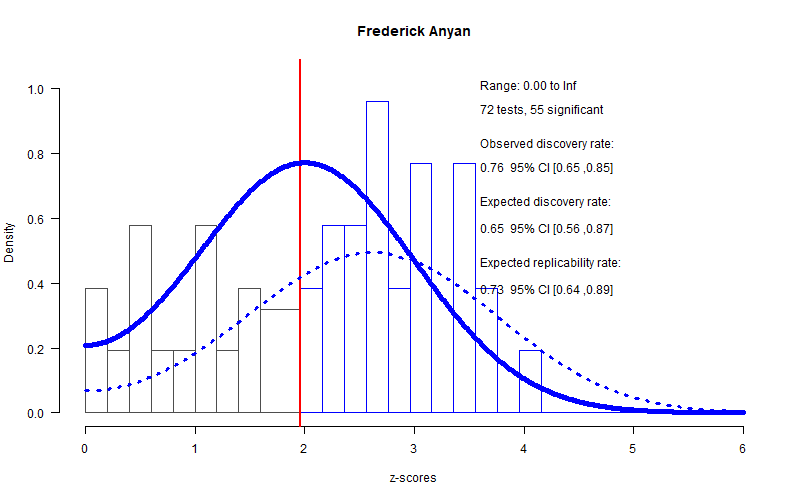 Frederick Anyan
Range: 0.00 to Inf
72 tests, 55 significant
Observed discovery rate:
0.76 95% CI [0.65 ,0.85]
Expected discovery rate:
0.65 95% CI [0.56 ,0.87]
Expected replicability rate:
0.73 95% CI [0.64 ,0.89]
Density
1.0
0.8
0.6
0.4
0.2
0.0
0 1 2 3 4 5 6
z-scores